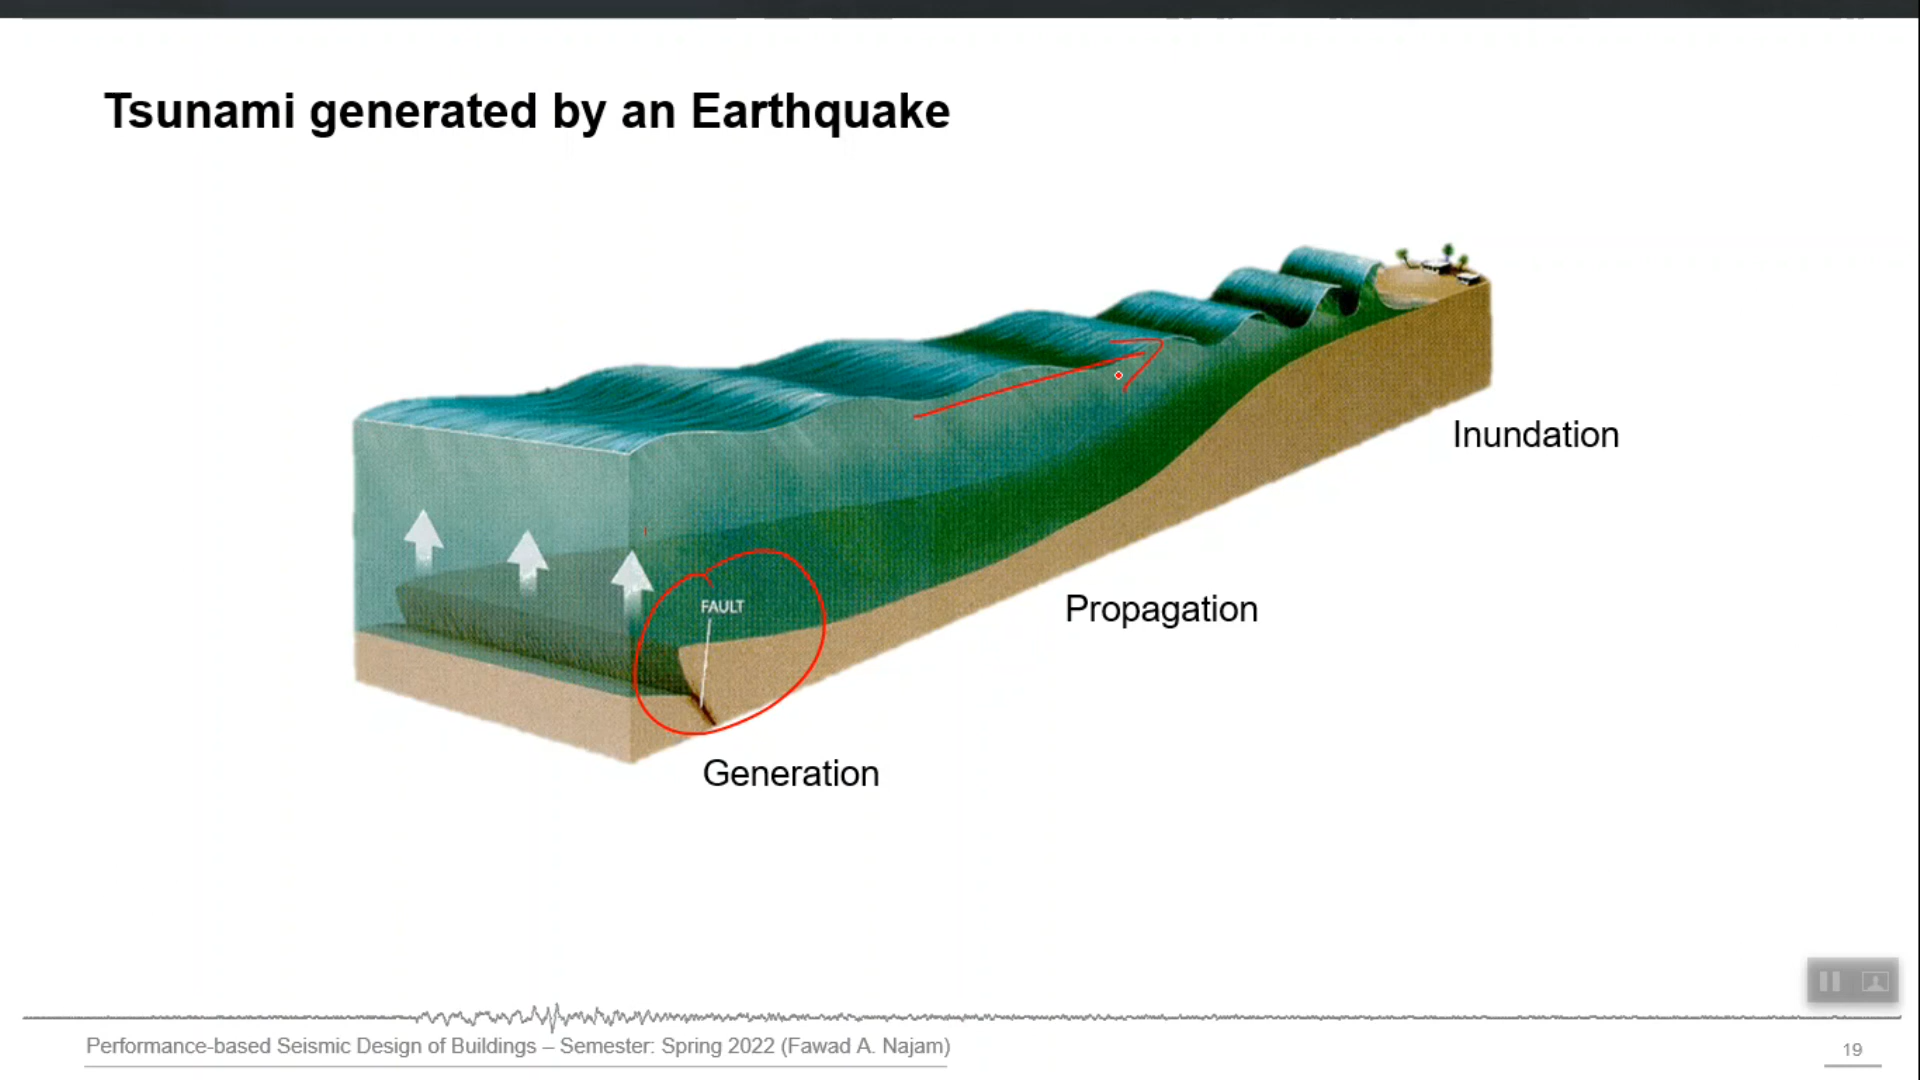 Tsunami generated by an Earthquake
Inundation
FAULT
Propagation
Generation
Performance-based Seismic Design of Buildings – Semester: Spring 2022 (Fawad A. Najam)
19